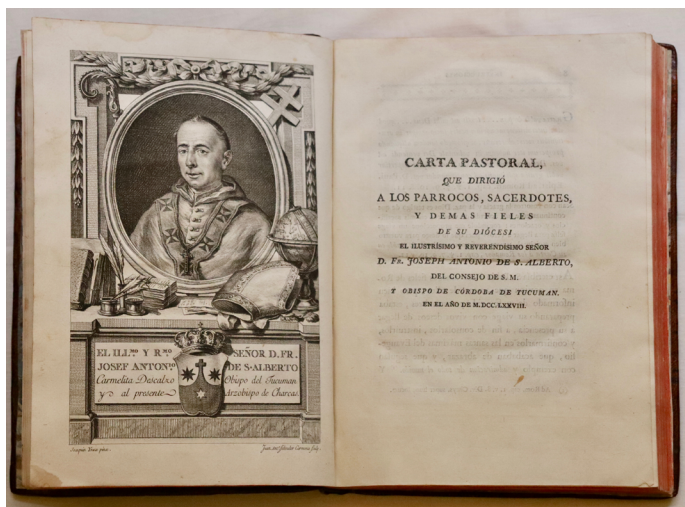 EL ILL.MO Y R.MO SEÑOR D. FR.
JOSEF ANTON.O DE S. ALBERTO
Carmelita Descalzo Obispo del Tucuman
y al presente Arzobispo de Charcas.
CARTA PASTORAL,
QUE DIRIGIÓ
A LOS PARROCOS, SACERDOTES,
Y DEMAS FIELES
DE SU DIÓCESI
EL ILUSTRÍSIMO Y REVERENDÍSIMO SEÑOR
D. FR. JOSEPH ANTONIO DE S. ALBERTO,
DEL CONSEJO DE S. M.
Y OBISPO DE CÓRDOBA DE TUCUMAN.
EN EL AÑO DE M.DCC.LXXVIII.